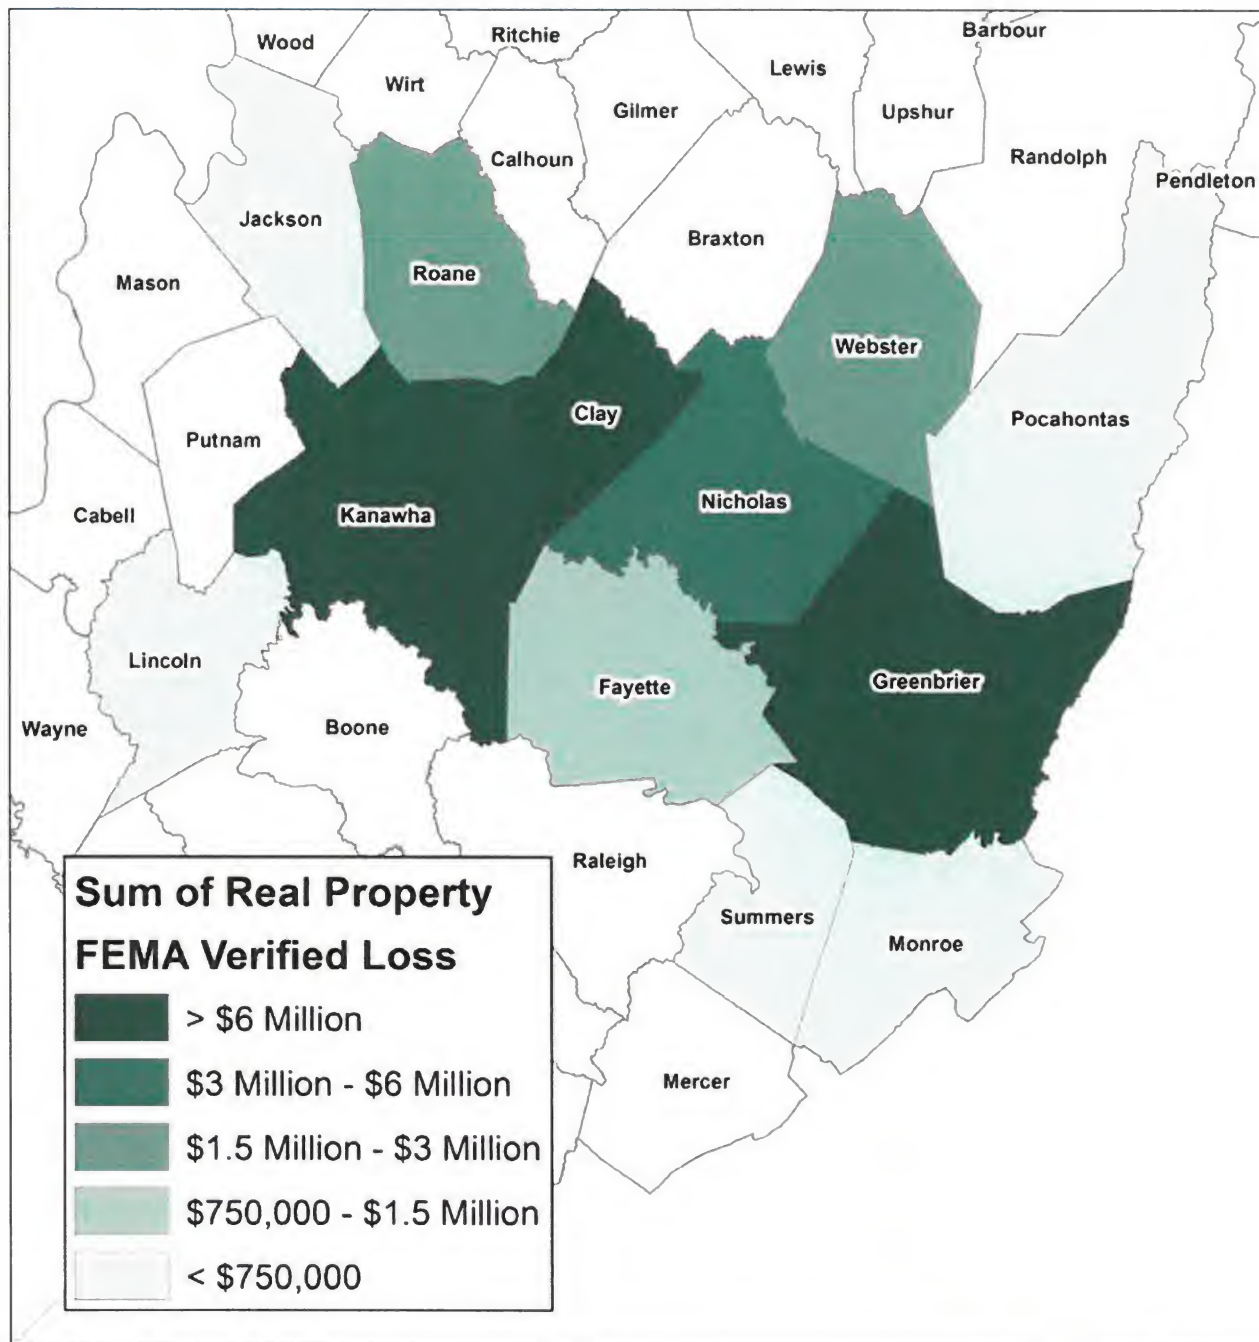 Ritchie
Barbour
Wood
Lewis
Wirt
Gilmer
Upshur
Calhoun
Randolph
Pendleton
Jackson
Braxton
Roane
Mason
Webster
Clay
Pocahontas
Putnam
Nicholas
Kanawha
Cabell
Lincoln
Greenbrier
Fayette
Wayne
Boone
Raleigh
Summers
Monroe
Mercer
Sum of Real Property
FEMA Verified Loss
> $6 Million
$3 Million - $6 Million
$1.5 Million - $3 Million
$750,000 - $1.5 Million
< $750,000